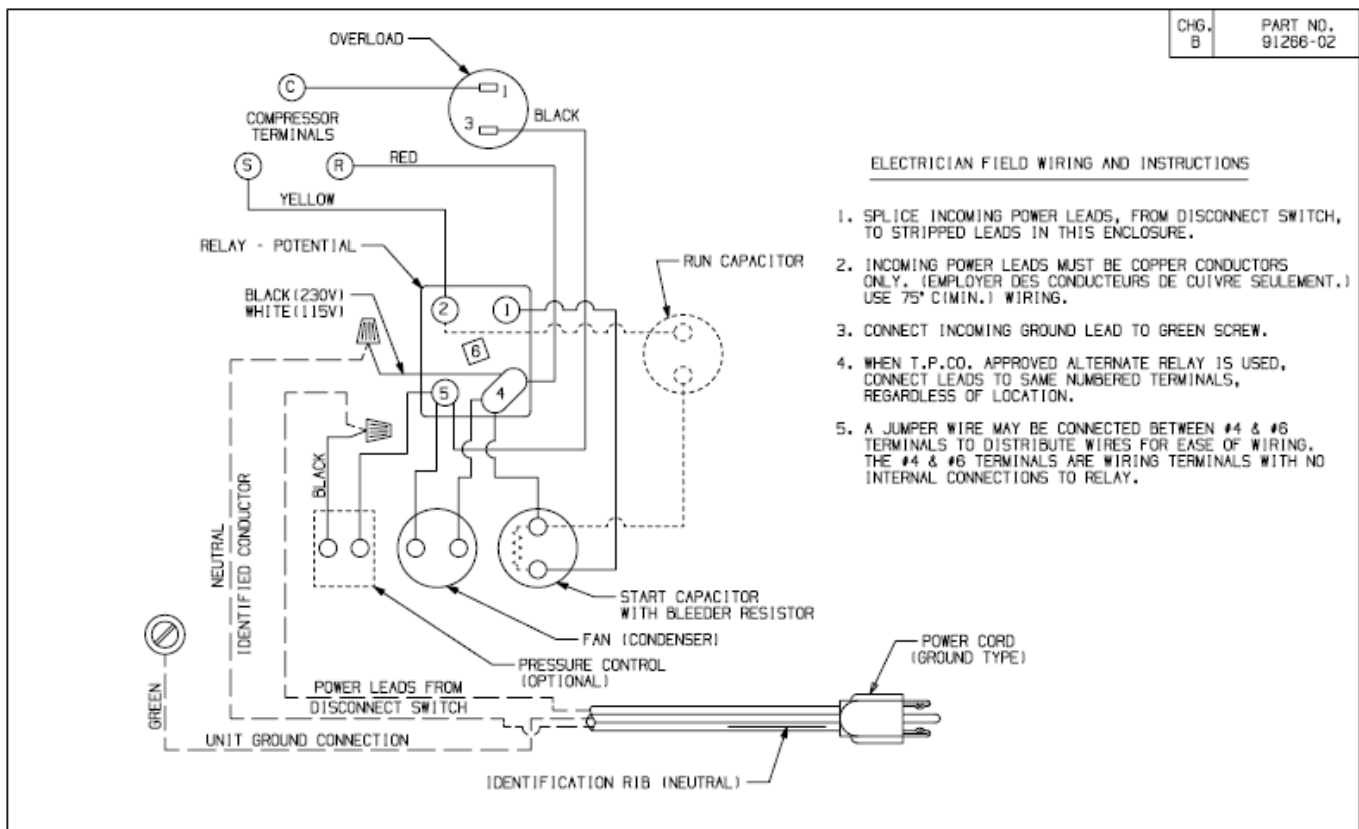 CHG. PART NO.
B 91266-02
OVERLOAD
C
1
COMPRESSOR
TERMINALS
3
BLACK
S
R
RED
YELLOW
RELAY - POTENTIAL
BLACK(230V)
WHITE(115V)
2
1
6
5
4
RUN CAPACITOR
BLACK
NEUTRAL
IDENTIFIED CONDUCTOR
START CAPACITOR
WITH BLEEDER RESISTOR
FAN (CONDENSER)
PRESSURE CONTROL
(OPTIONAL)
GREEN
POWER LEADS FROM
DISCONNECT SWITCH
UNIT GROUND CONNECTION
POWER CORD
(GROUND TYPE)
IDENTIFICATION RIB (NEUTRAL)
ELECTRICIAN FIELD WIRING AND INSTRUCTIONS
1. SPLICE INCOMING POWER LEADS, FROM DISCONNECT SWITCH,
TO STRIPPED LEADS IN THIS ENCLOSURE.
2. INCOMING POWER LEADS MUST BE COPPER CONDUCTORS
ONLY. (EMPLOYER DES CONDUCTEURS DE CUIVRE SEULEMENT.)
USE 75°C(MIN.) WIRING.
3. CONNECT INCOMING GROUND LEAD TO GREEN SCREW.
4. WHEN T.P.CO. APPROVED ALTERNATE RELAY IS USED,
CONNECT LEADS TO SAME NUMBERED TERMINALS,
REGARDLESS OF LOCATION.
5. A JUMPER WIRE MAY BE CONNECTED BETWEEN #4 & #6
TERMINALS TO DISTRIBUTE WIRES FOR EASE OF WIRING.
THE #4 & #6 TERMINALS ARE WIRING TERMINALS WITH NO
INTERNAL CONNECTIONS TO RELAY.